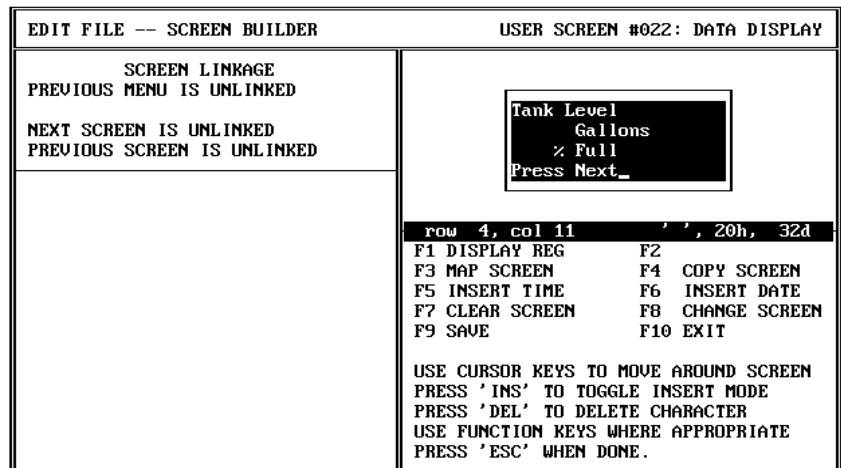 EDIT FILE -- SCREEN BUILDER USER SCREEN #022: DATA DISPLAY
SCREEN LINKAGE
PREVIOUS MENU IS UNLINKED
NEXT SCREEN IS UNLINKED
PREVIOUS SCREEN IS UNLINKED
Tank Level
Gallons
% Full
Press Next_
row 4, col 11 ' ', 20h, 32d
F1 DISPLAY REG F2
F3 MAP SCREEN F4 COPY SCREEN
F5 INSERT TIME F6 INSERT DATE
F7 CLEAR SCREEN F8 CHANGE SCREEN
F9 SAVE F10 EXIT
USE CURSOR KEYS TO MOVE AROUND SCREEN
PRESS 'INS' TO TOGGLE INSERT MODE
PRESS 'DEL' TO DELETE CHARACTER
USE FUNCTION KEYS WHERE APPROPRIATE
PRESS 'ESC' WHEN DONE.